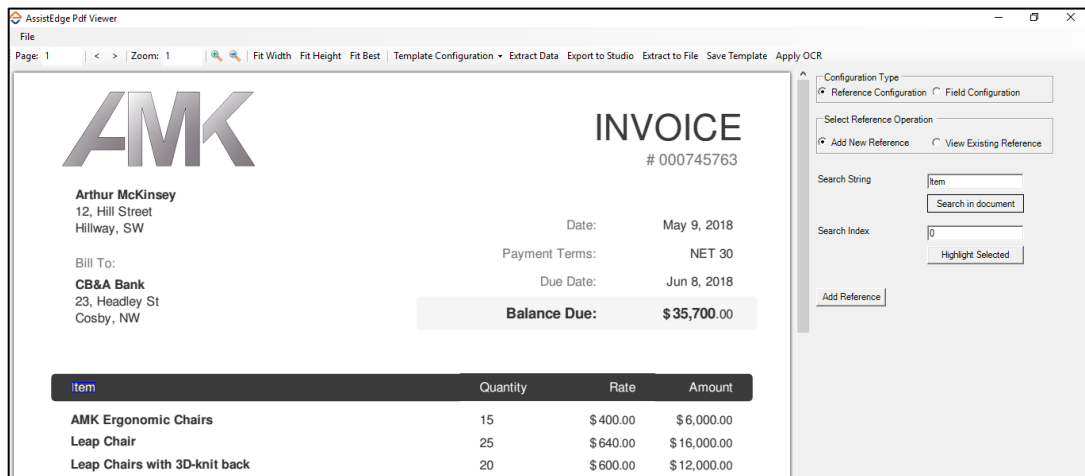 AssistEdge Pdf Viewer
File
Page: 1 < > Zoom: 1 Fit Width Fit Height Fit Best Template Configuration Extract Data Export to Studio Extract to File Save Template Apply OCR
AMK
INVOICE
# 000745763
Arthur McKinsey
12, Hill Street
Hillway, SW
Date: May 9, 2018
Payment Terms: NET 30
Due Date: Jun 8, 2018
Balance Due: $ 35,700.00
Bill To:
CB&A Bank
23, Headley St
Cosby, NW
Item Quantity Rate Amount
AMK Ergonomic Chairs 15 $ 400.00 $ 6,000.00
Leap Chair 25 $ 640.00 $ 16,000.00
Leap Chairs with 3D-knit back 20 $ 600.00 $ 12,000.00
Configuration Type
Reference Configuration Field Configuration
Select Reference Operation
Add New Reference View Existing Reference
Search String Item
Search in document
Search Index 0
Highlight Selected
Add Reference